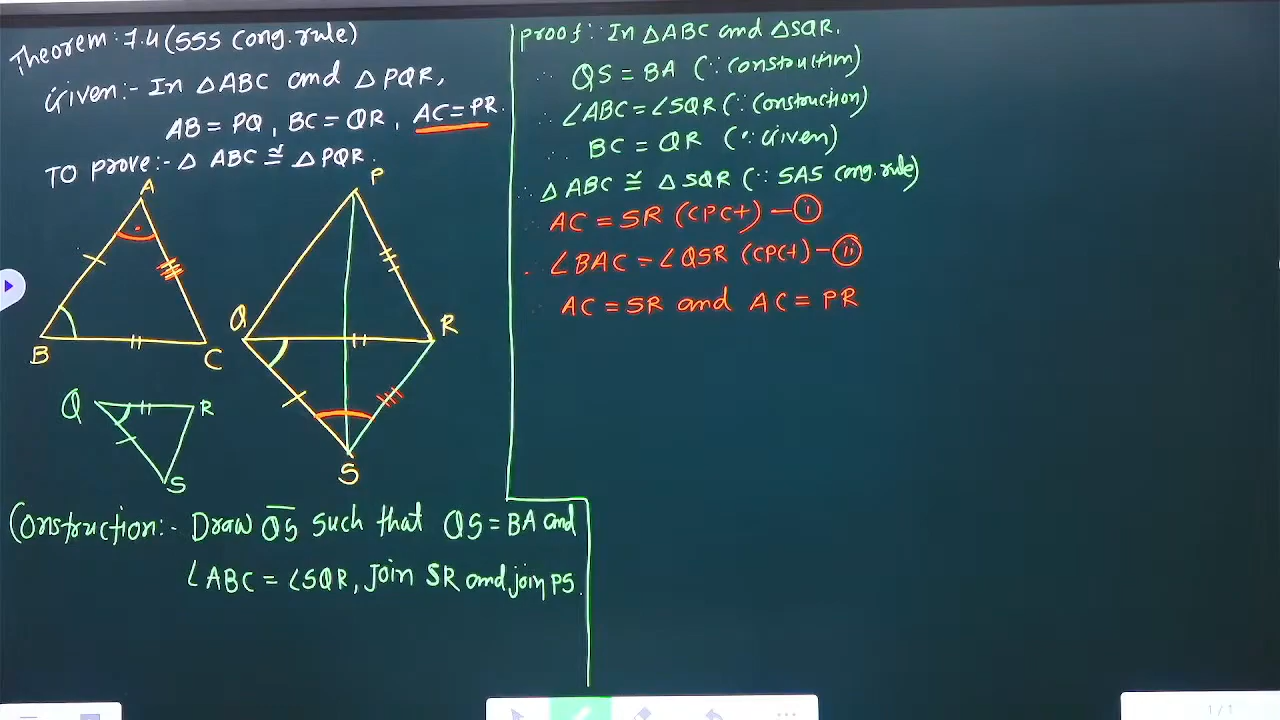 Theorem: 7.4 (SSS cong. rule)
Given:- In △ABC and △PQR,
AB = PQ, BC = QR, AC = PR.
TO prove:- △ ABC ≅ △ PQR.
A
B
C
P
Q
R
S
Q
R
S
Construction:- Draw Q̅S̅ such that QS = BA and
∠ABC = ∠SQR, Join SR and join PS.
proof:- In △ABC and △SQR.
∴ QS = BA (∵ construction)
∴ ∠ABC = ∠SQR (∵ construction)
∴ BC = QR (∵ Given)
∴ △ABC ≅ △SQR (∵ SAS cong. rule)
∴ AC = SR (CPCt) – ⓘ
∴ ∠BAC = ∠QSR (CPCt) – ⓘⓘ
∴ AC = SR and AC = PR
1/1